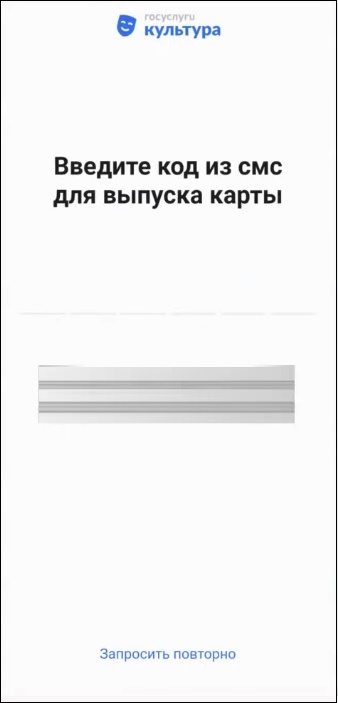 госуслуги
культура
Введите код из смс
для выпуска карты
Запросить повторно